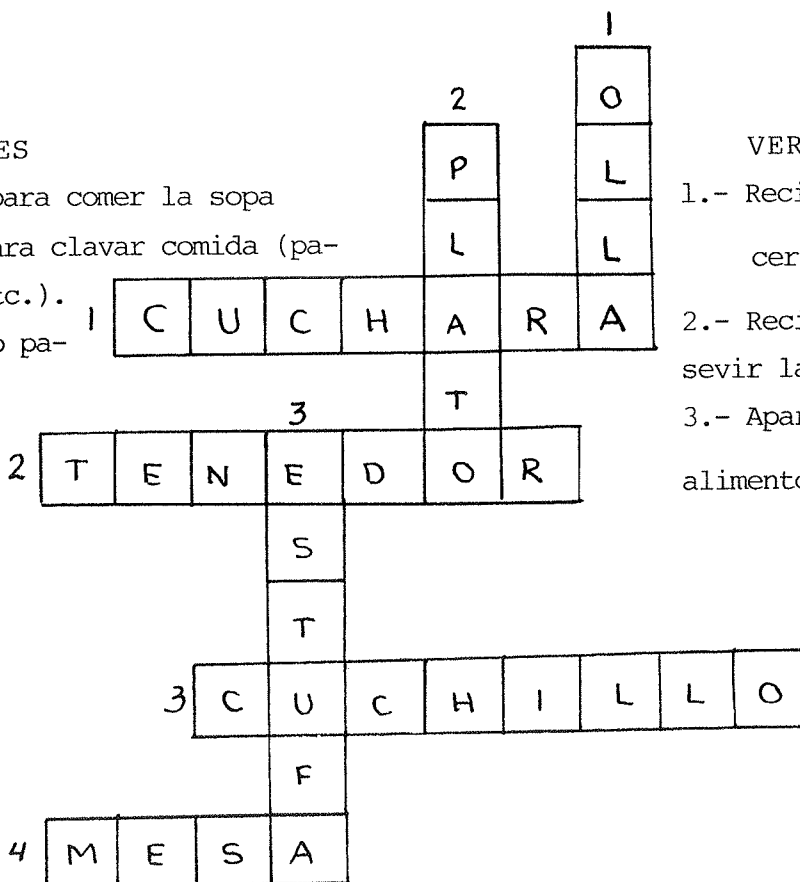 ES
para comer la sopa
ara clavar comida (pa-
tc.).
o pa-
VER
1.- Reci
cer
2.- Reci
sevir la
3.- Apar
alimento
1
O
L
L
A
2
P
L
A
T
O
1 C U C H A R A
3
2 T E N E D O R
S
T
3 C U C H I L L O
F
4 M E S A